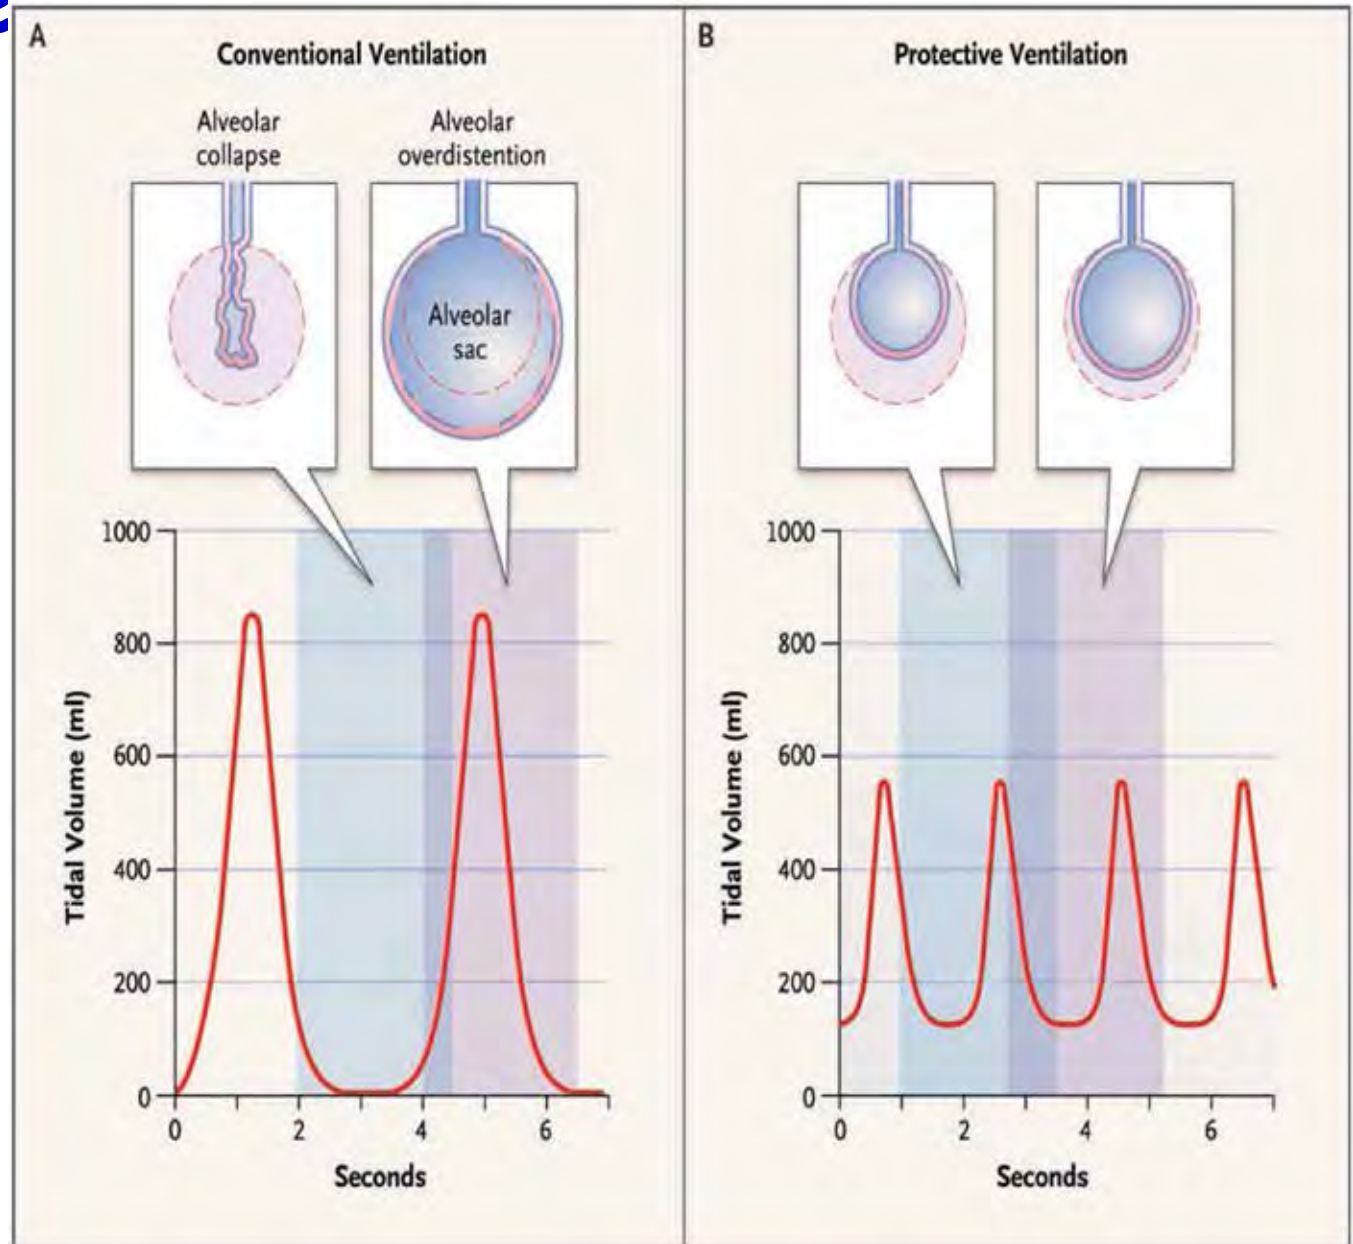 A
Conventional Ventilation
Alveolar
collapse
Alveolar
overdistention
Alveolar
sac
1000
800
600
400
200
0
Tidal Volume (ml)
0 2 4 6
Seconds
B
Protective Ventilation
1000
800
600
400
200
0
Tidal Volume (ml)
0 2 4 6
Seconds